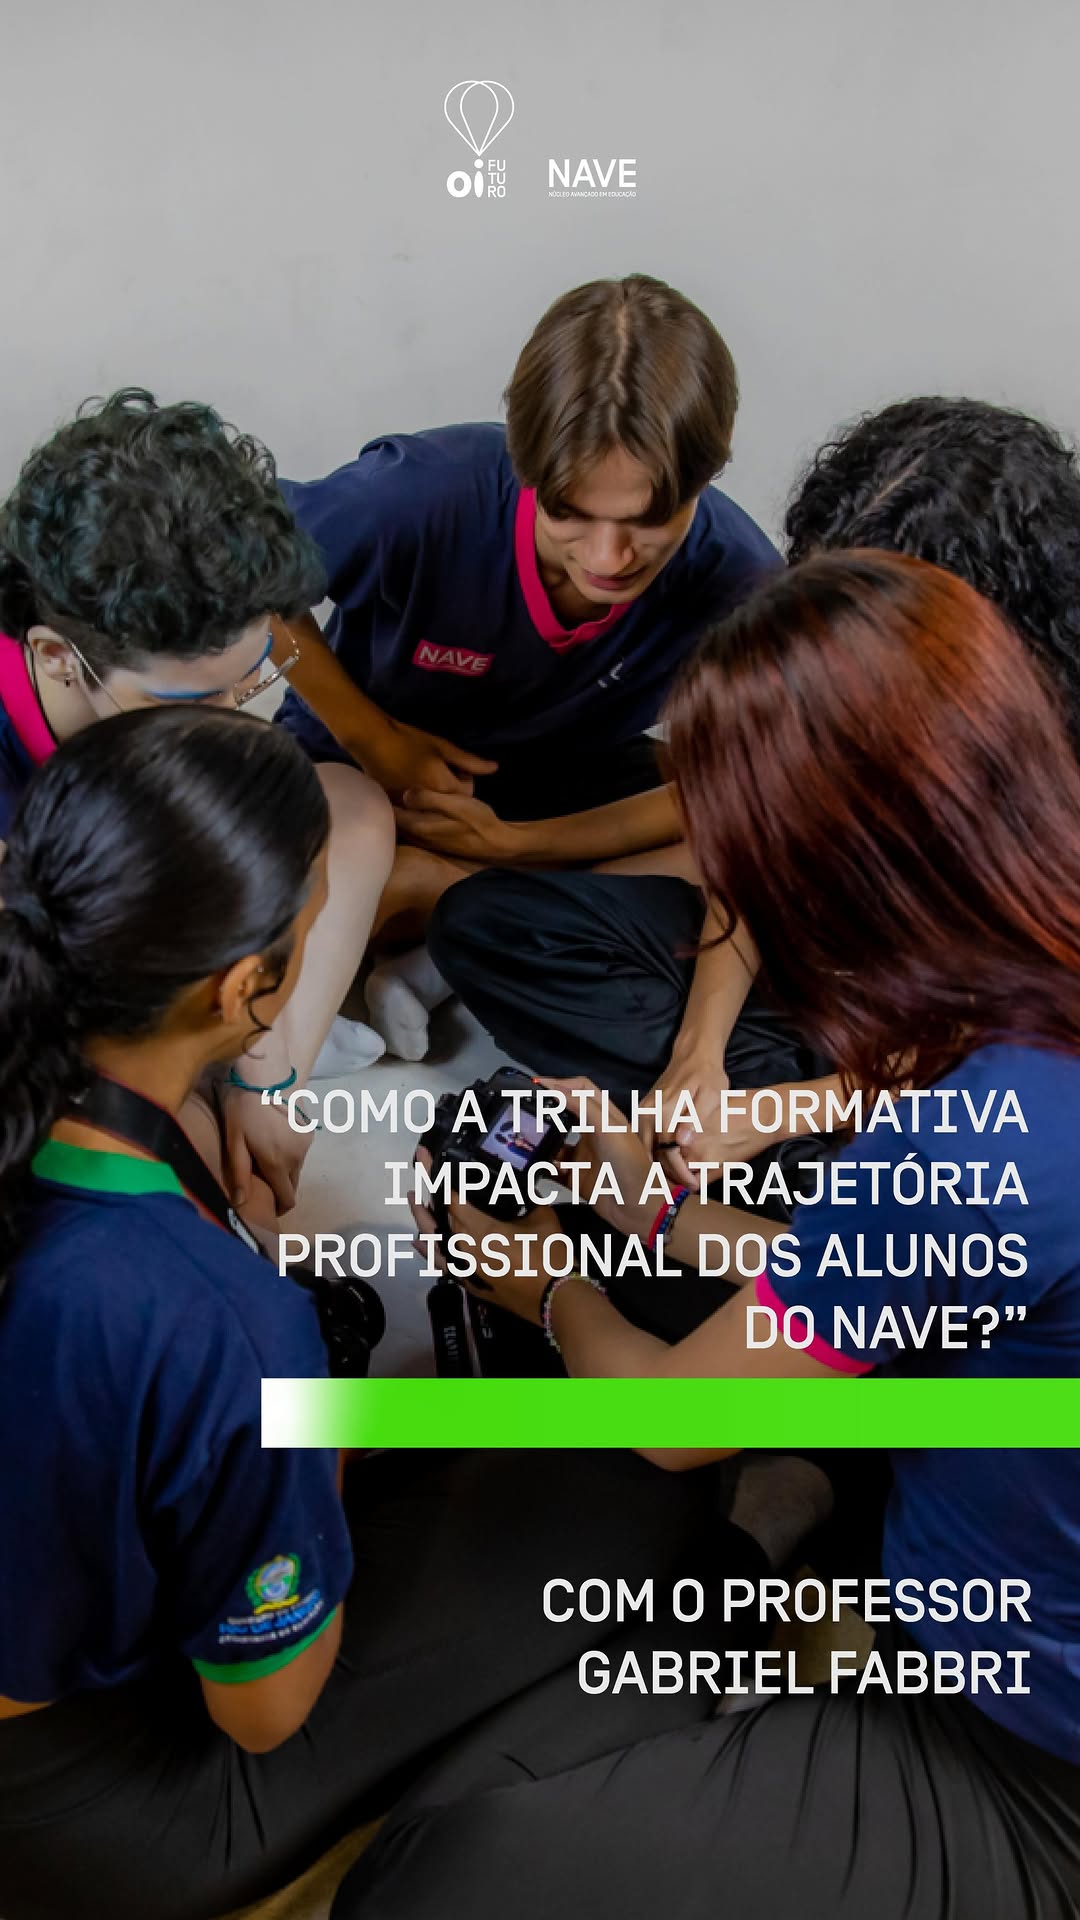 oi FU
TU
RO
NAVE
NÚCLEO AVANÇADO EM EDUCAÇÃO
NAVE
“COMO A TRILHA FORMATIVA
IMPACTA A TRAJETÓRIA
PROFISSIONAL DOS ALUNOS
DO NAVE?”
COM O PROFESSOR
GABRIEL FABBRI